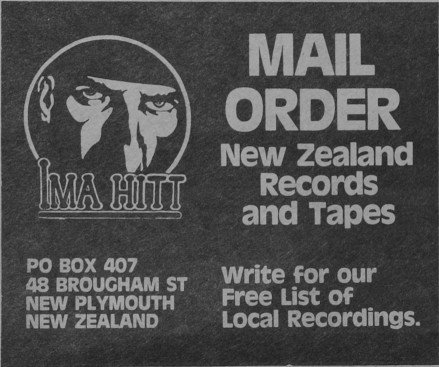 MAIL
ORDER
New Zealand
Records
and Tapes
IMA HITT
PO BOX 407
48 BROUGHAM ST
NEW PLYMOUTH
NEW ZEALAND
Write for our
Free List of
Local Recordings.